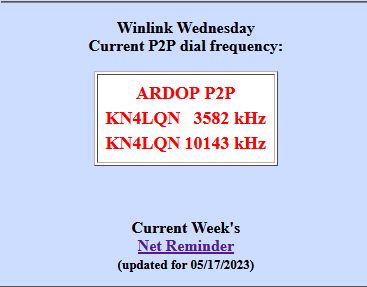 Winlink Wednesday
Current P2P dial frequency:
ARDOP P2P
KN4LQN 3582 kHz
KN4LQN 10143 kHz
Current Week's
Net Reminder
(updated for 05/17/2023)